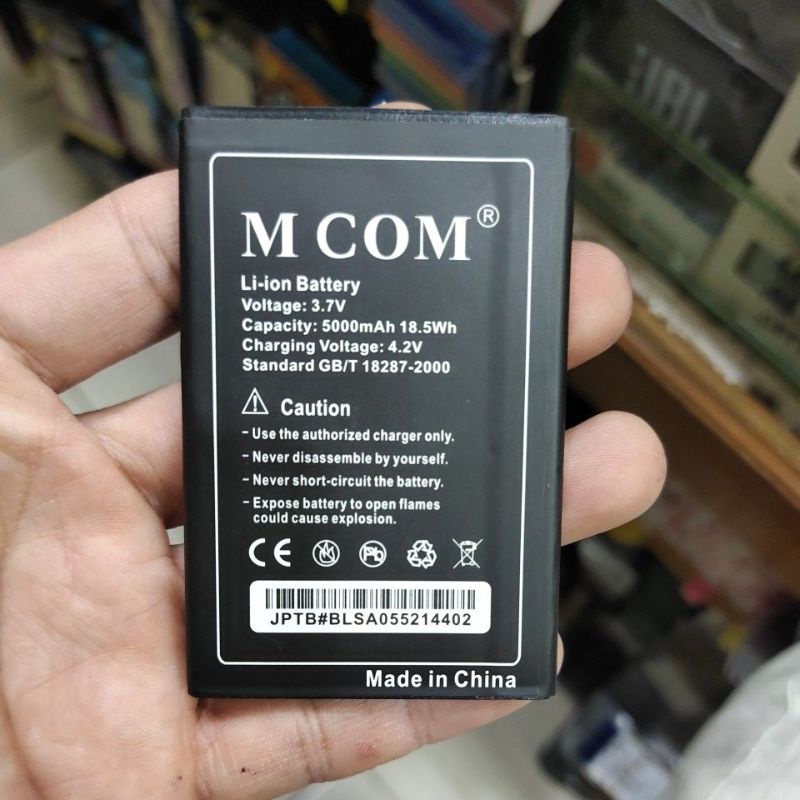 JBL
M COM®
Li-ion Battery
Voltage: 3.7V
Capacity: 5000mAh 18.5Wh
Charging Voltage: 4.2V
Standard GB/T 18287-2000
Caution
- Use the authorized charger only.
- Never disassemble by yourself.
- Never short-circuit the battery.
- Expose battery to open flames
could cause explosion.
CE
Pb
JPTB#BLSA055214402
Made in China